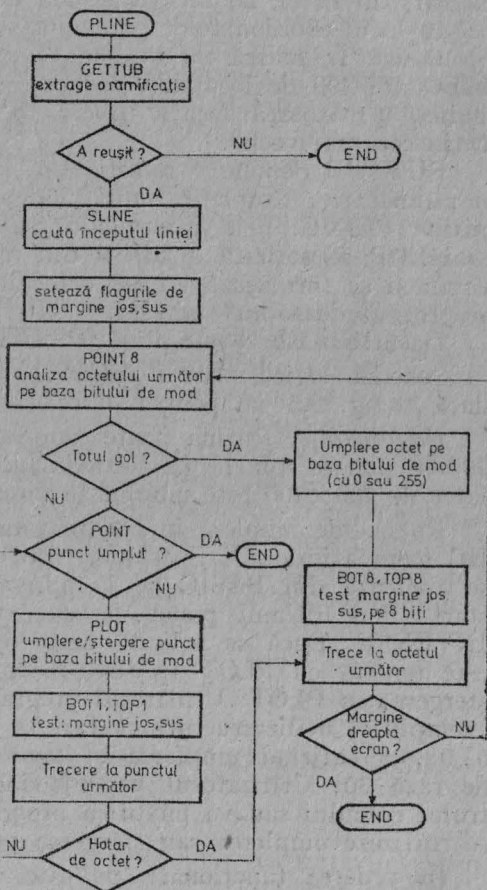 PLINE
GETTUB
extrage o ramificație
A reușit ?
NU
END
DA
SLINE
caută începutul liniei
setează flagurile de
margine jos,sus
POINT 8
analiza octetului următor
pe baza bitului de mod
Totul gol ?
DA
Umplere octet pe
baza bitului de mod
(cu 0 sau 255)
NU
POINT
punct umplut ?
DA
END
NU
BOT 8, TOP 8
test margine jos
sus, pe 8 biți
PLOT
umplere/ștergere punct
pe baza bitului de mod
Trece la octetul
următor
BOT 1, TOP1
test: margine jos,sus
Margine
dreapta
ecran ?
NU
Trecere la punctul
următor
DA
END
Hotar
de octet ?
NU
DA